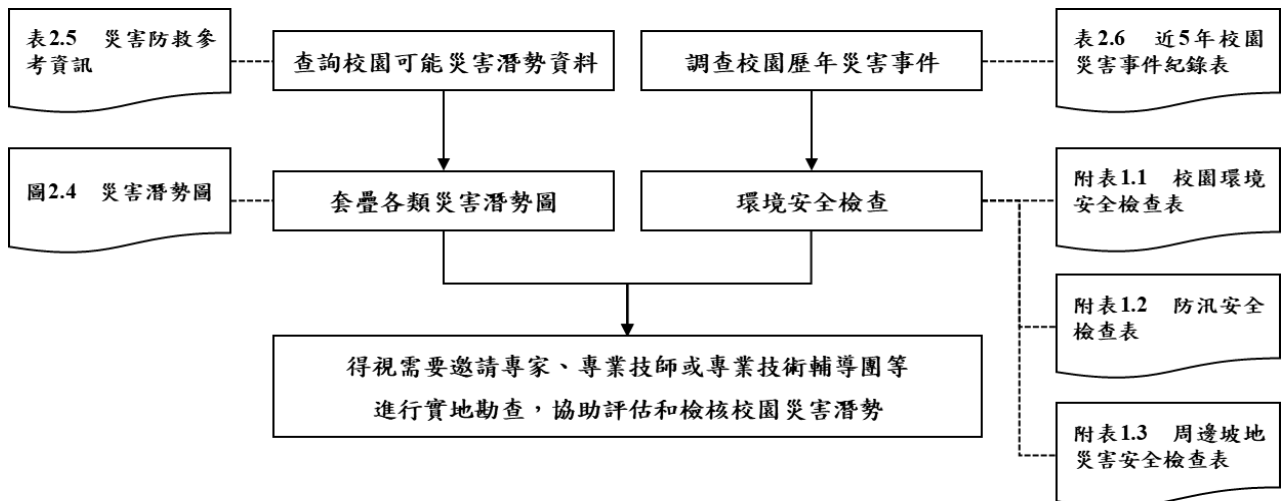 表2.5　災害防救參
考資訊
查詢校園可能災害潛勢資料
調查校園歷年災害事件
表2.6　近5年校園
災害事件紀錄表
圖2.4　災害潛勢圖
套疊各類災害潛勢圖
環境安全檢查
附表1.1　校園環境
安全檢查表
附表1.2　防汛安全
檢查表
得視需要邀請專家、專業技師或專業技術輔導團等
進行實地勘查，協助評估和檢核校園災害潛勢
附表1.3　周邊坡地
災害安全檢查表